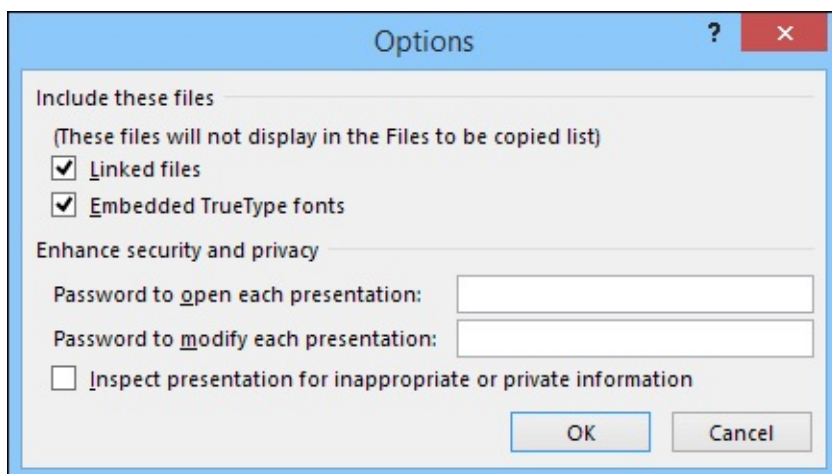 Options ?
Include these files
(These files will not display in the Files to be copied list)
Linked files
Embedded TrueType fonts
Enhance security and privacy
Password to open each presentation:
Password to modify each presentation:
Inspect presentation for inappropriate or private information
OK Cancel